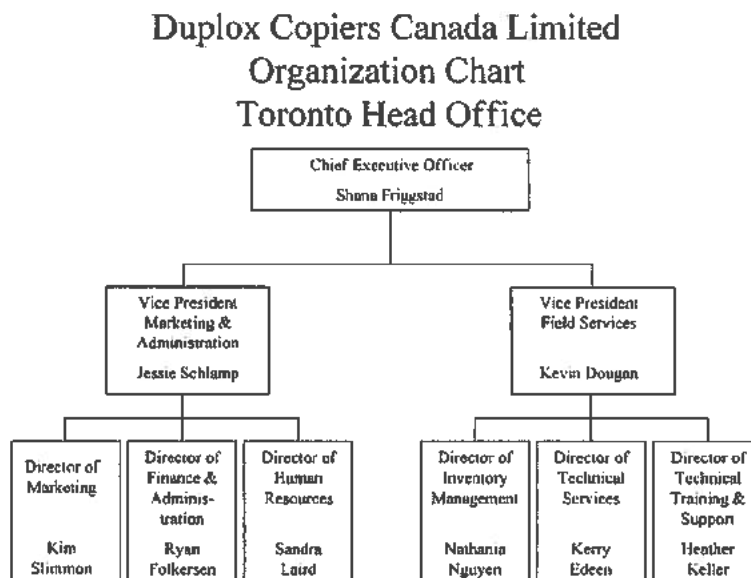 Duplox Copiers Canada Limited
Organization Chart
Toronto Head Office
Chief Executive Officer
Shana Friggstad
Vice President
Marketing &
Administration
Jessie Schlamp
Vice President
Field Services
Kevin Dougan
Director of
Marketing
Kim
Slimmon
Director of
Finance &
Adminis-
tration
Ryan
Folkersen
Director of
Human
Resources
Sandra
Laird
Director of
Inventory
Management
Nathania
Nguyen
Director of
Technical
Services
Kerry
Edeen
Director of
Technical
Training &
Support
Heather
Keller